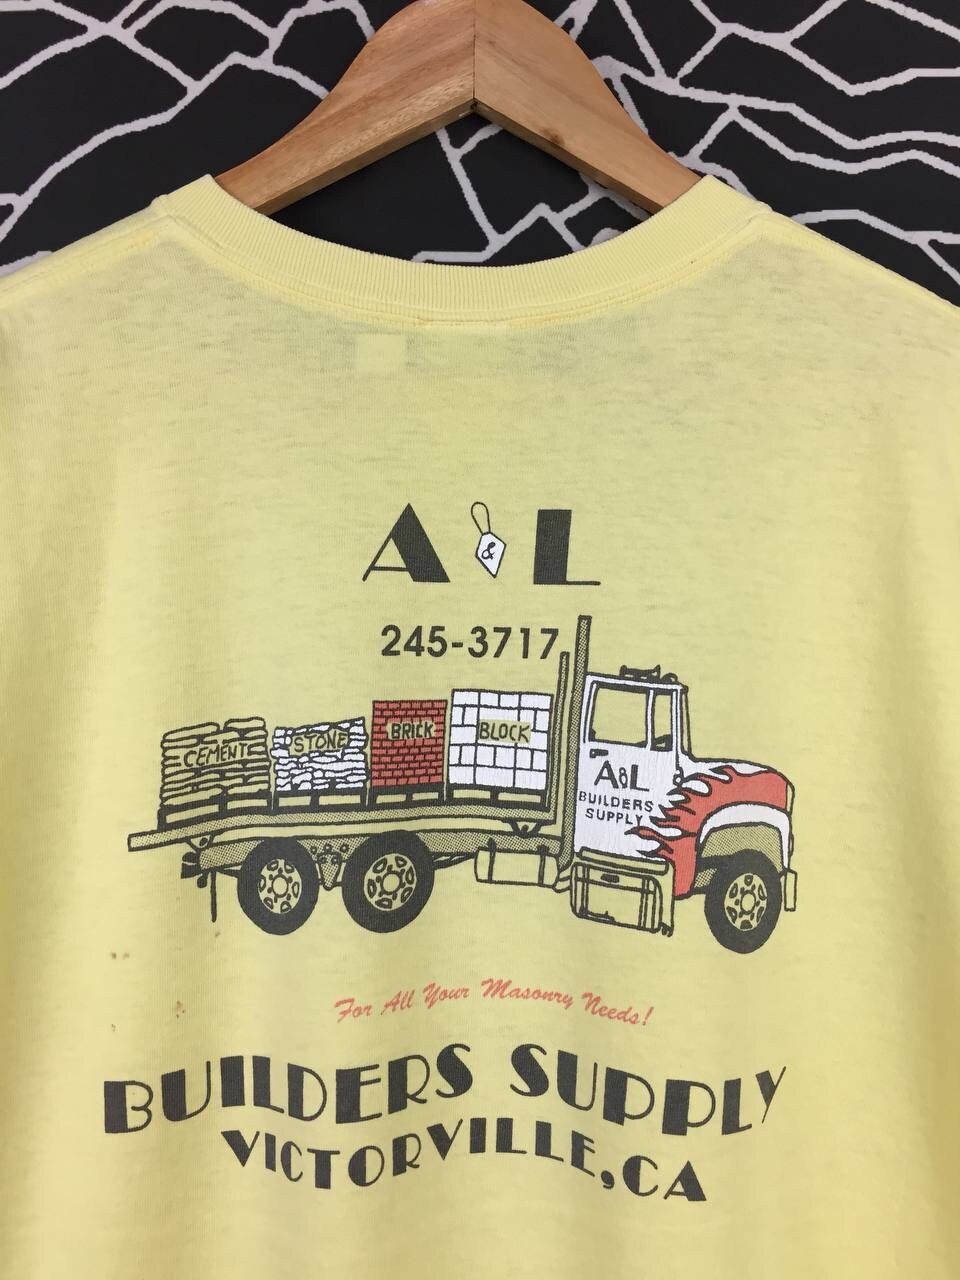 A & L
245-3717
CEMENT
STONE
BRICK
BLOCK
A&L
BUILDERS
SUPPLY
For All Your Masonry Needs!
BUILDERS SUPPLY
VICTORVILLE, CA